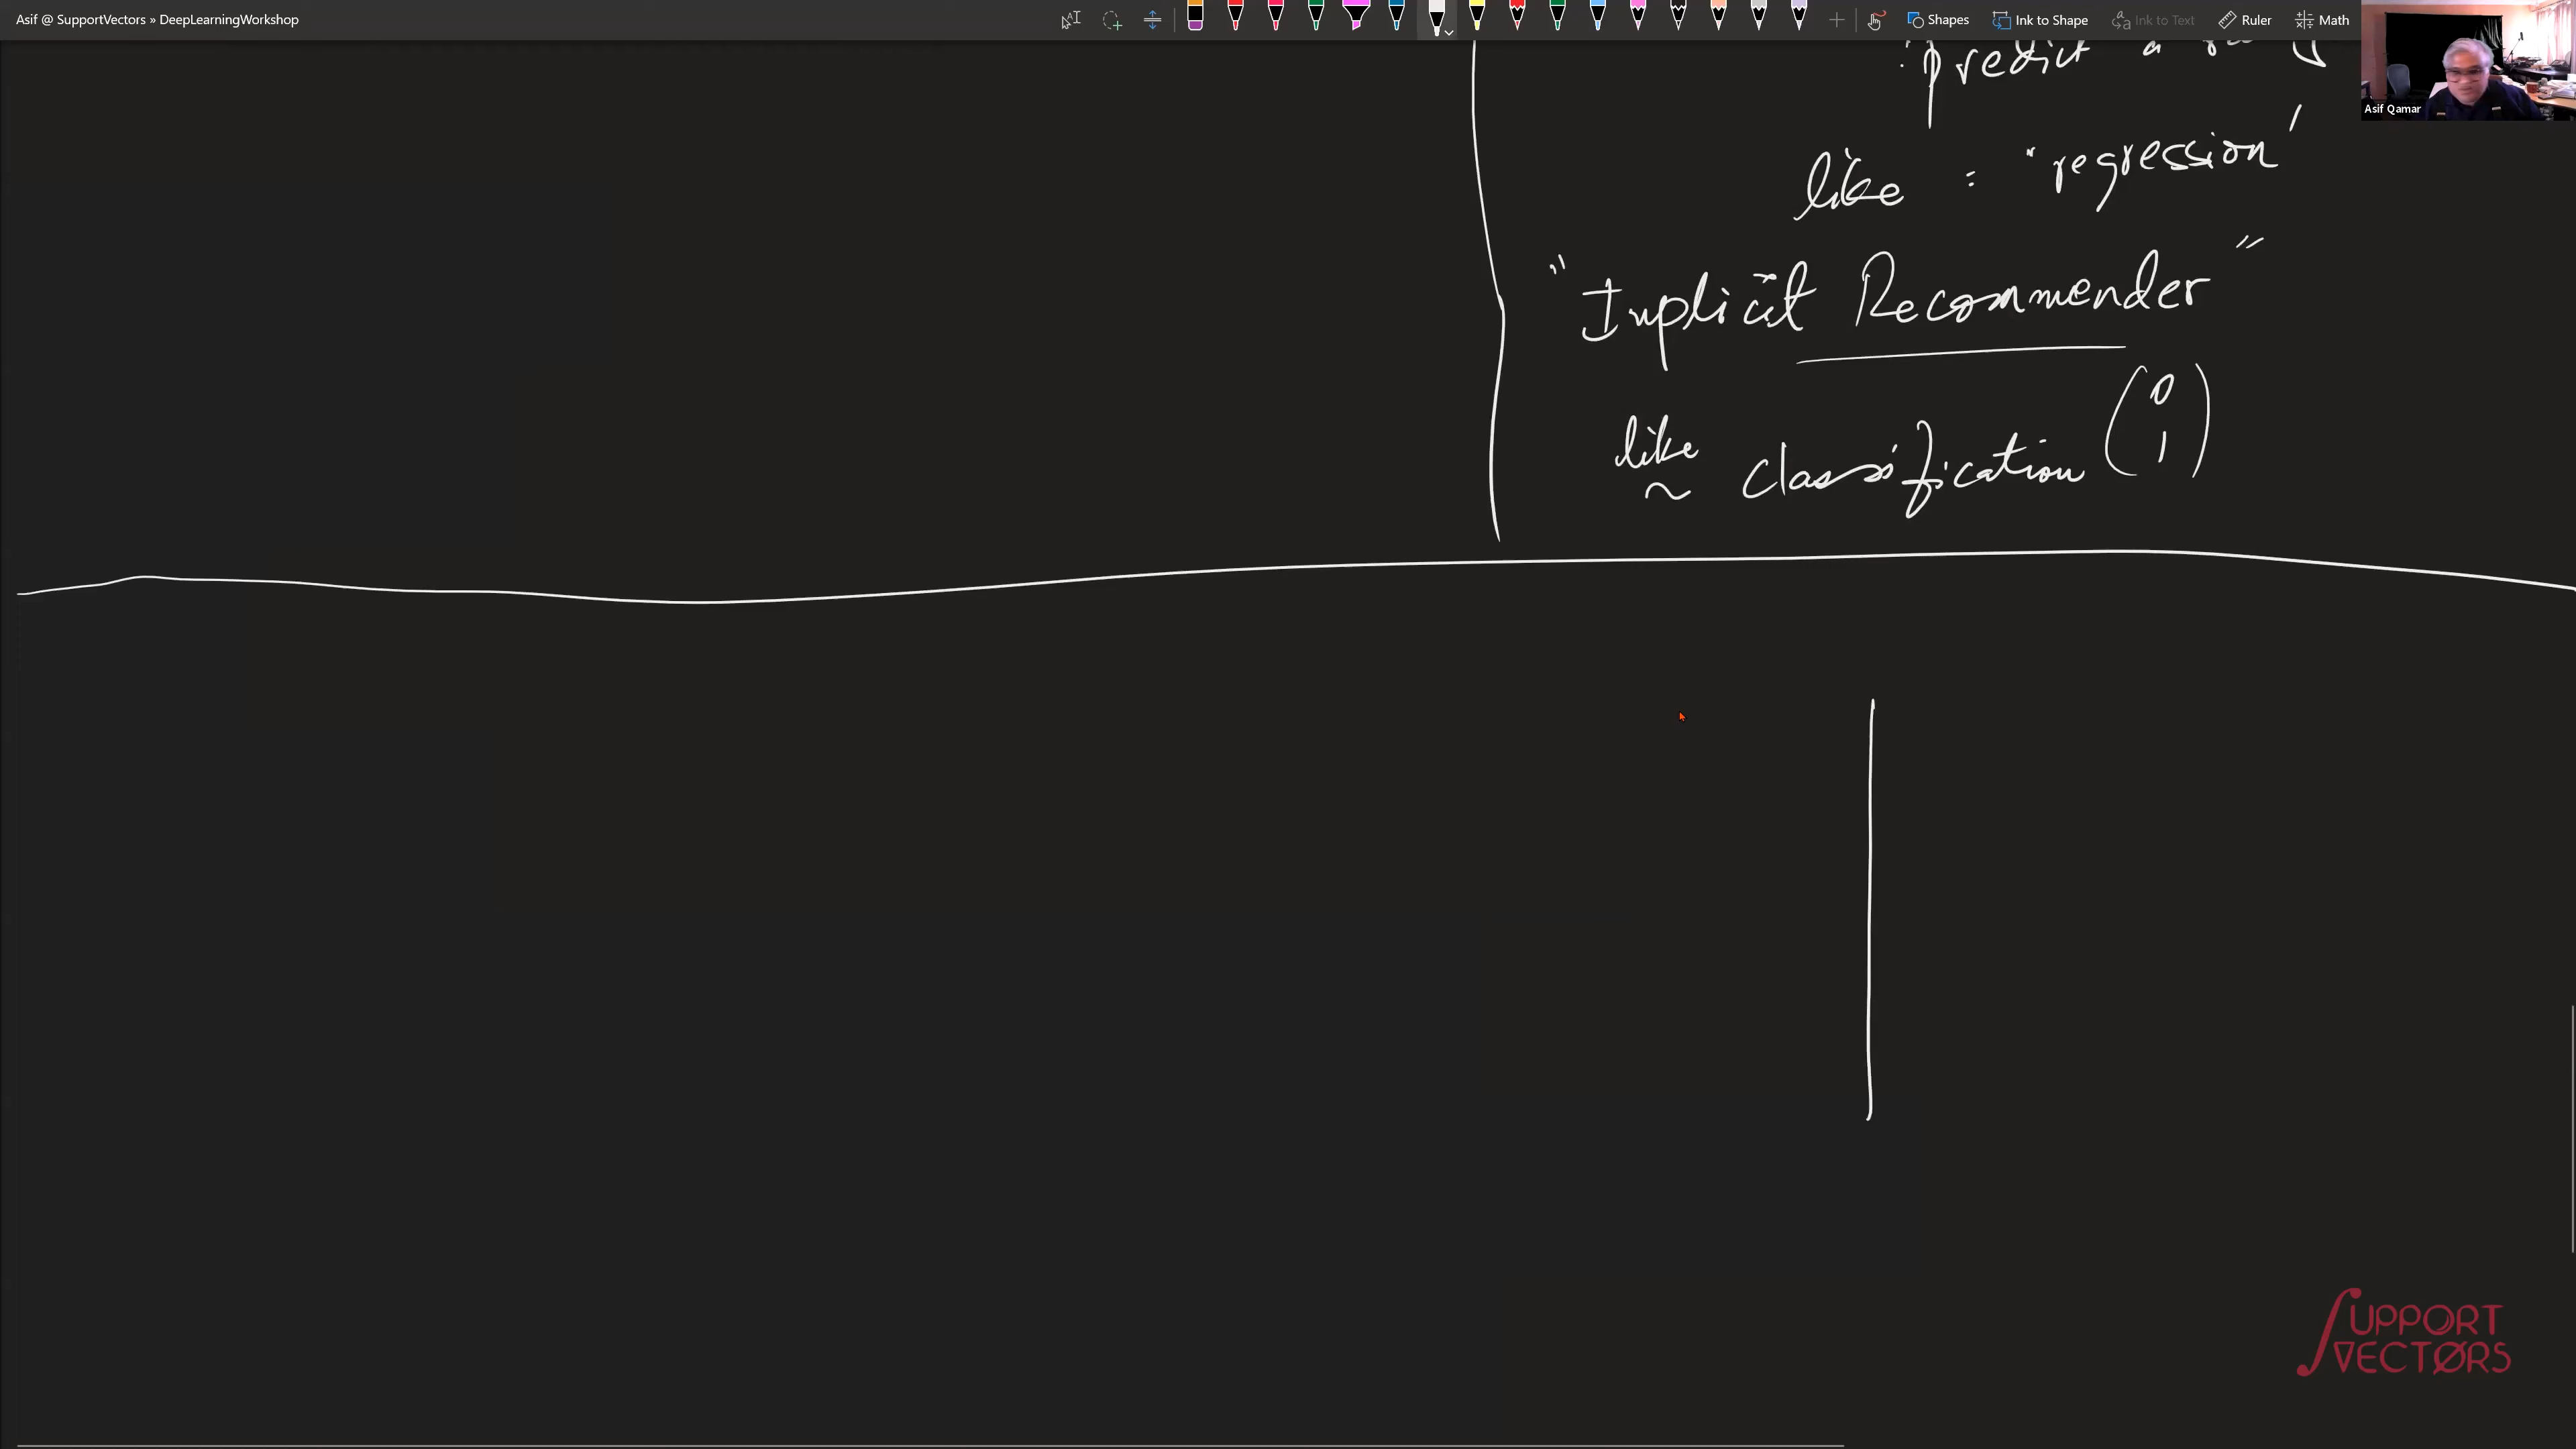 Asif @ SupportVectors » DeepLearningWorkshop
Shapes
Ink to Shape
Ink to Text
Ruler
Math
Asif Qamar
predict a
like : "regression'
"Implicit Recommender"
like ~ classification (0 1)
SUPPORT
VECTORS